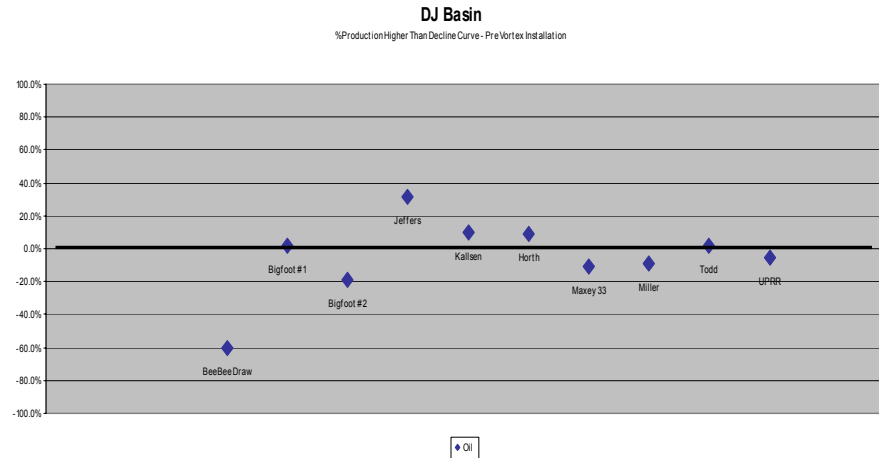 DJ Basin
%Production Higher Than Decline Curve - Pre Vortex Installation
100.0%
80.0%
60.0%
40.0%
20.0%
0.0%
-20.0%
-40.0%
-60.0%
-80.0%
-100.0%
Jeffers
Kallsen
Horth
Bigfoot #1
Todd
UPRR
Miller
Maxey 33
Bigfoot #2
BeeBee Draw
Oil